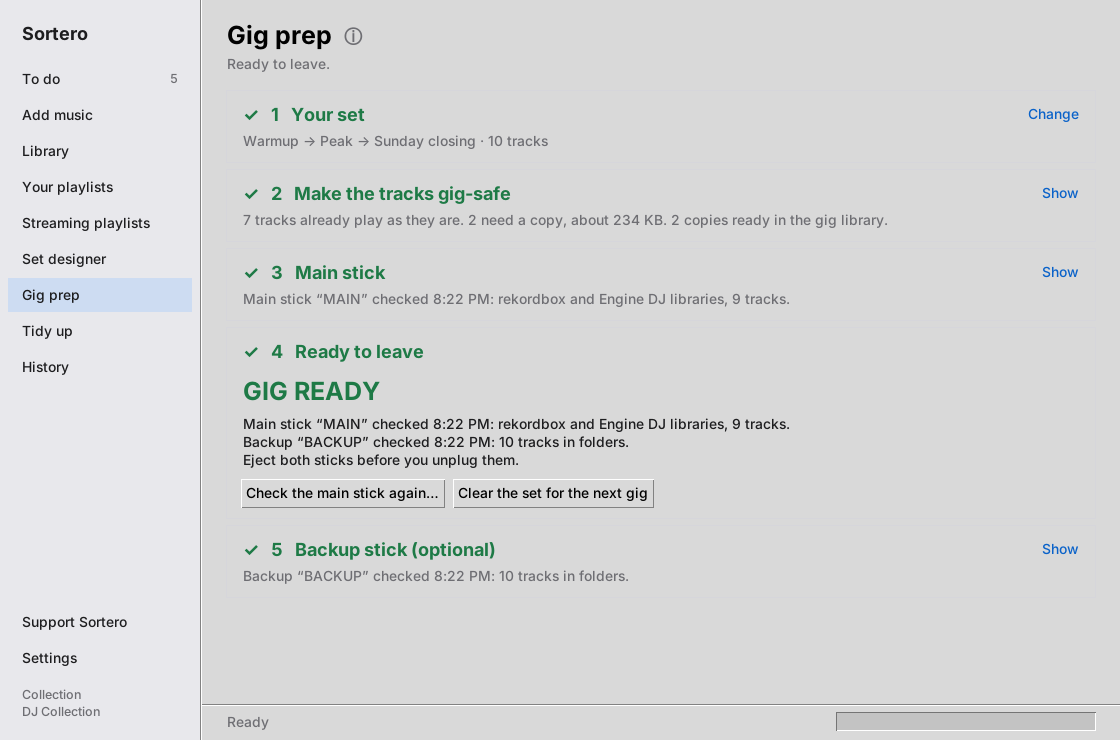 Sortero
To do 5
Add music
Library
Your playlists
Streaming playlists
Set designer
Gig prep
Tidy up
History
Support Sortero
Settings
Collection
DJ Collection
Gig prep ⓘ
Ready to leave.
✓ 1 Your set Change
Warmup → Peak → Sunday closing · 10 tracks
✓ 2 Make the tracks gig-safe Show
7 tracks already play as they are. 2 need a copy, about 234 KB. 2 copies ready in the gig library.
✓ 3 Main stick Show
Main stick “MAIN” checked 8:22 PM: rekordbox and Engine DJ libraries, 9 tracks.
✓ 4 Ready to leave
GIG READY
Main stick “MAIN” checked 8:22 PM: rekordbox and Engine DJ libraries, 9 tracks.
Backup “BACKUP” checked 8:22 PM: 10 tracks in folders.
Eject both sticks before you unplug them.
Check the main stick again... Clear the set for the next gig
✓ 5 Backup stick (optional) Show
Backup “BACKUP” checked 8:22 PM: 10 tracks in folders.
Ready